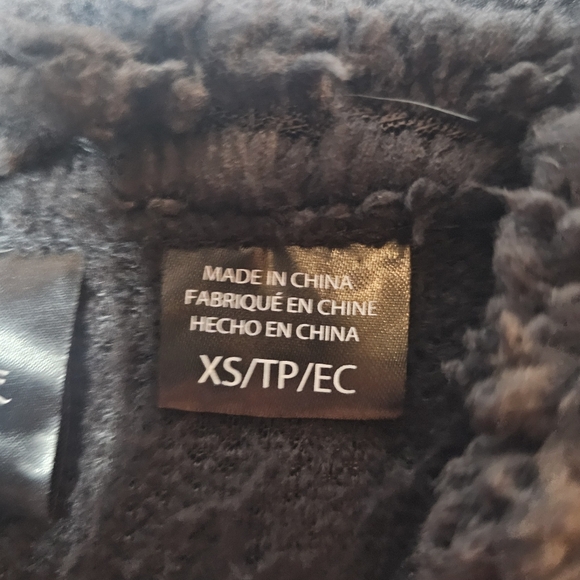 MADE IN CHINA
FABRIQUÉ EN CHINE
HECHO EN CHINA
XS/TP/EC